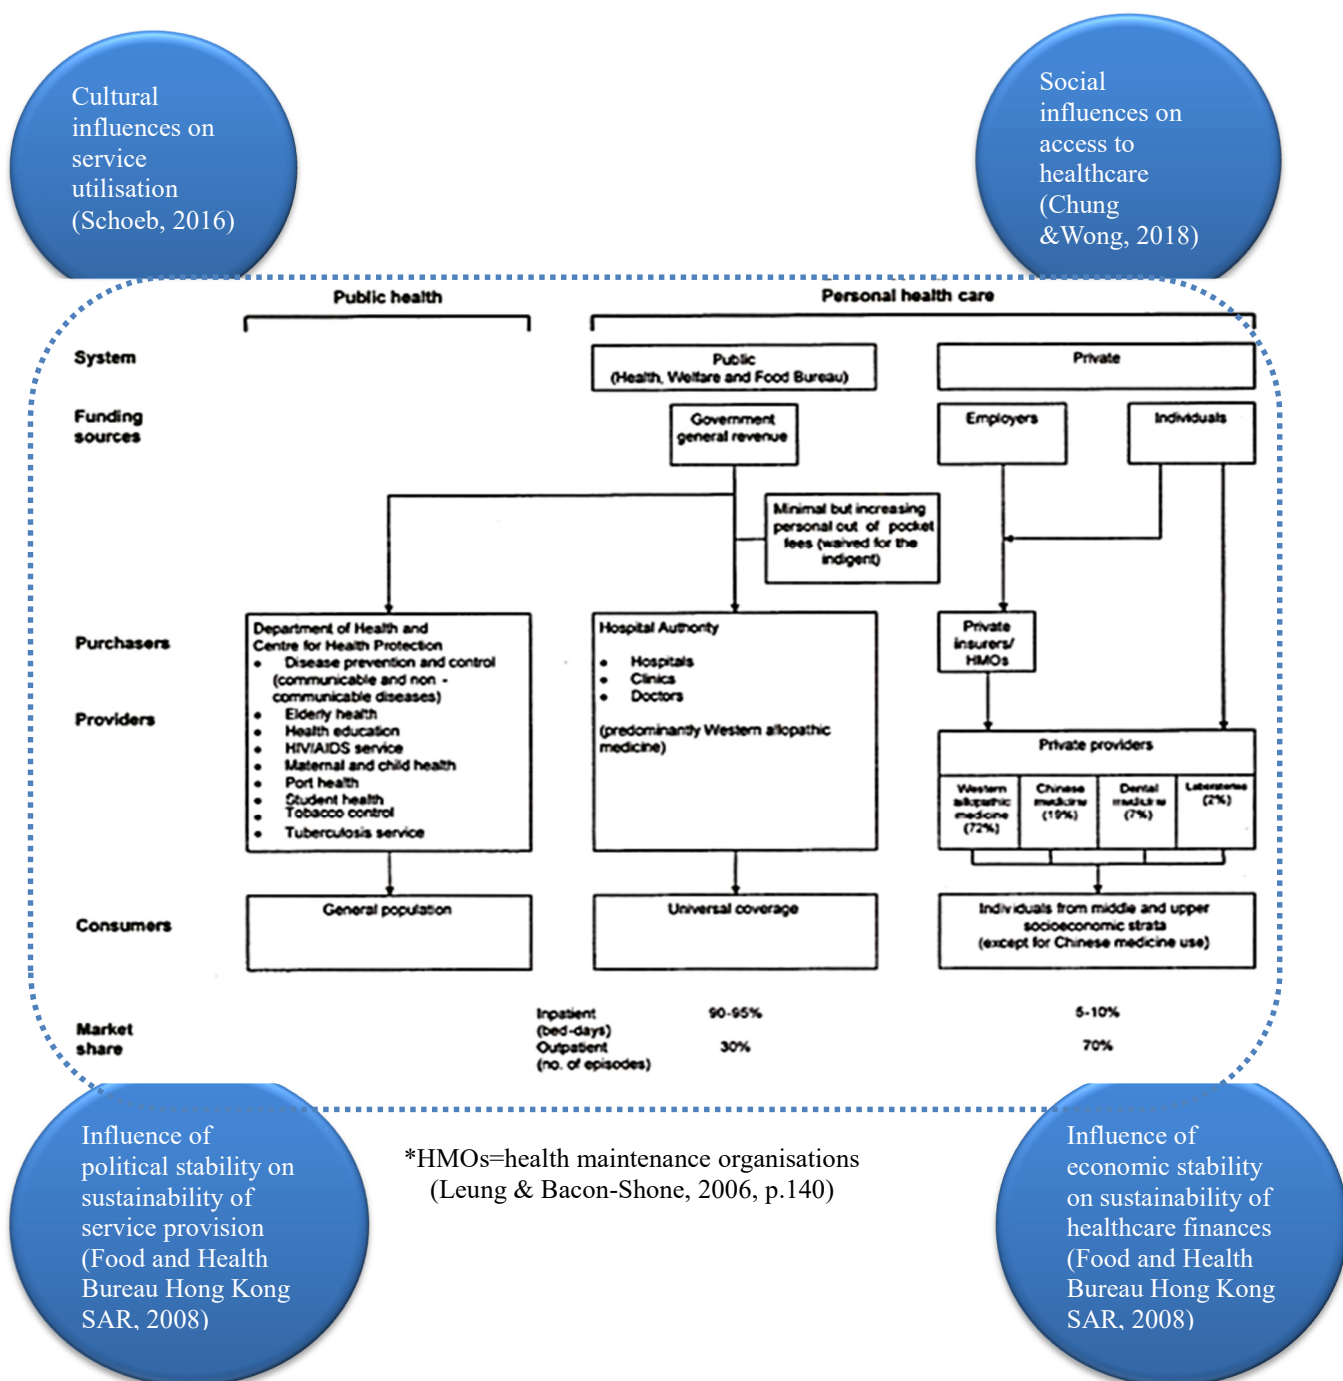 Cultural
influences on
service
utilisation
(Schoeb, 2016)
Social
influences on
access to
healthcare
(Chung
&Wong, 2018)
Public health
Personal health care
System
Public
(Health, Welfare and Food Bureau)
Private
Funding
sources
Government
general revenue
Employers
Individuals
Minimal but increasing
personal out of pocket
fees (waived for the
indigent)
Purchasers
Providers
Department of Health and
Centre for Health Protection
• Disease prevention and control
(communicable and non -
communicable diseases)
• Elderly health
• Health education
• HIV/AIDS service
• Maternal and child health
• Port health
• Student health
• Tobacco control
• Tuberculosis service
Hospital Authority
• Hospitals
• Clinics
• Doctors
(predominantly Western allopathic
medicine)
Private
insurers/
HMOs
Private providers
Western
allopathic
medicine
(72%)
Chinese
medicine
(19%)
Dental
medicine
(7%)
Laboratories
(2%)
Consumers
General population
Universal coverage
Individuals from middle and upper
socioeconomic strata
(except for Chinese medicine use)
Market
share
Inpatient
(bed-days)
90-95%
5-10%
Outpatient
(no. of episodes)
30%
70%
Influence of
political stability on
sustainability of
service provision
(Food and Health
Bureau Hong Kong
SAR, 2008)
*HMOs=health maintenance organisations
(Leung & Bacon-Shone, 2006, p.140)
Influence of
economic stability
on sustainability of
healthcare finances
(Food and Health
Bureau Hong Kong
SAR, 2008)